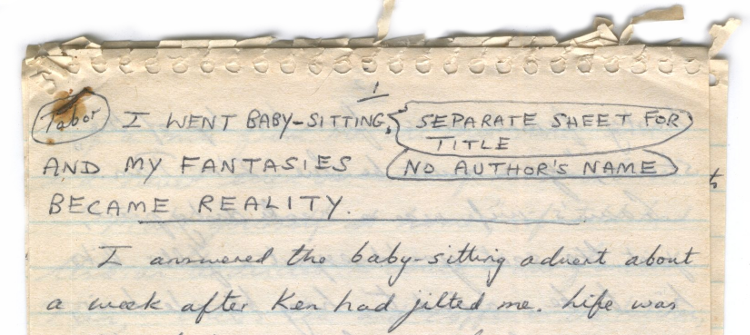 1
Tabor I WENT BABY-SITTING, SEPARATE SHEET FOR
TITLE
AND MY FANTASIES NO AUTHOR'S NAME
BECAME REALITY.
I answered the baby-sitting advert about
a week after Ken had jilted me. Life was